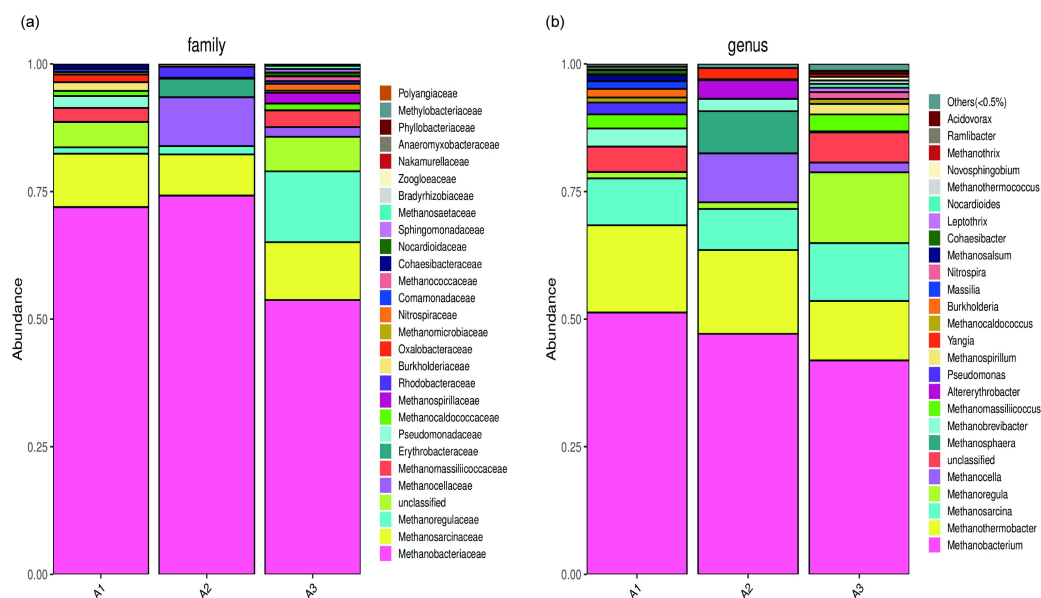 (a)
family
Abundance
1.00
0.75
0.50
0.25
0.00
A1
A2
A3
Polyangiaceae
Methylobacteriaceae
Phyllobacteriaceae
Anaeromyxobacteraceae
Nakamurellaceae
Zoogloeaceae
Bradyrhizobiaceae
Methanosaetaceae
Sphingomonadaceae
Nocardioidaceae
Cohaesibacteraceae
Methanococcaceae
Comamonadaceae
Nitrospiraceae
Methanomicrobiaceae
Oxalobacteraceae
Burkholderiaceae
Rhodobacteraceae
Methanospirillaceae
Methanocaldococcaceae
Pseudomonadaceae
Erythrobacteraceae
Methanomassiliicoccaceae
Methanocellaceae
unclassified
Methanoregulaceae
Methanosarcinaceae
Methanobacteriaceae
(b)
genus
Abundance
1.00
0.75
0.50
0.25
0.00
A1
A2
A3
Others(<0.5%)
Acidovorax
Ramlibacter
Methanothrix
Novosphingobium
Methanothermococcus
Nocardioides
Leptothrix
Cohaesibacter
Methanosalsum
Nitrospira
Massilia
Burkholderia
Methanocaldococcus
Yangia
Methanospirillum
Pseudomonas
Altererythrobacter
Methanomassiliicoccus
Methanobrevibacter
Methanosphaera
unclassified
Methanocella
Methanoregula
Methanosarcina
Methanothermobacter
Methanobacterium